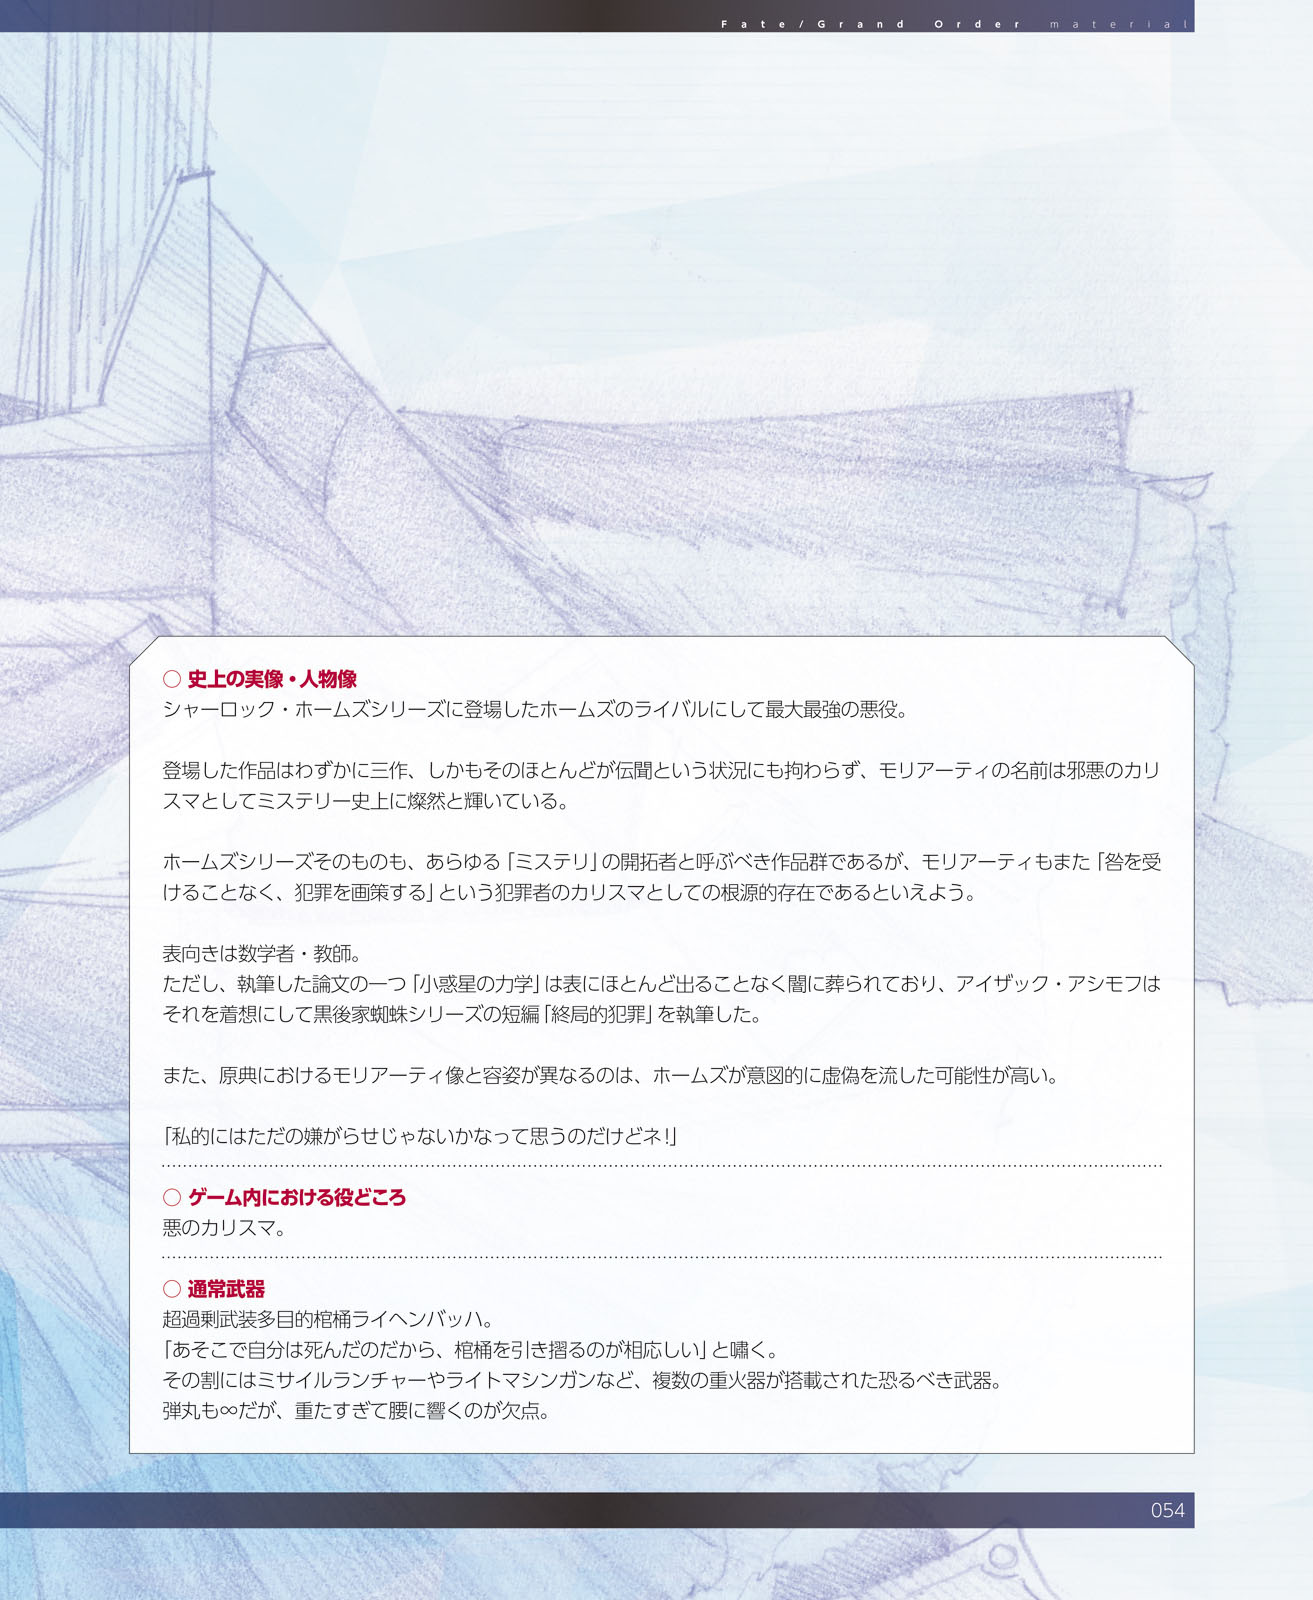 Fate/Grand Order material
○ 史上の実像・人物像
シャーロック・ホームズシリーズに登場したホームズのライバルにして最大最強の悪役。
登場した作品はわずかに三作、しかもそのほとんどが伝聞という状況にも拘わらず、モリアーティの名前は邪悪のカリ
スマとしてミステリー史上に燦然と輝いている。
ホームズシリーズそのものも、あらゆる「ミステリ」の開拓者と呼ぶべき作品群であるが、モリアーティもまた「咎を受
けることなく、犯罪を画策する」という犯罪者のカリスマとしての根源的存在であるといえよう。
表向きは数学者・教師。
ただし、執筆した論文の一つ「小惑星の力学」は表にほとんど出ることなく闇に葬られており、アイザック・アシモフは
それを着想にして黒後家蜘蛛シリーズの短編「終局的犯罪」を執筆した。
また、原典におけるモリアーティ像と容姿が異なるのは、ホームズが意図的に虚偽を流した可能性が高い。
「私的にはただの嫌がらせじゃないかなって思うのだけどネ!」
○ ゲーム内における役どころ
悪のカリスマ。
○ 通常武器
超過剰武装多目的棺桶ライヘンバッハ。
「あそこで自分は死んだのだから、棺桶を引き摺るのが相応しい」と嘯く。
その割にはミサイルランチャーやライトマシンガンなど、複数の重火器が搭載された恐るべき武器。
弾丸も∞だが、重たすぎて腰に響くのが欠点。
054